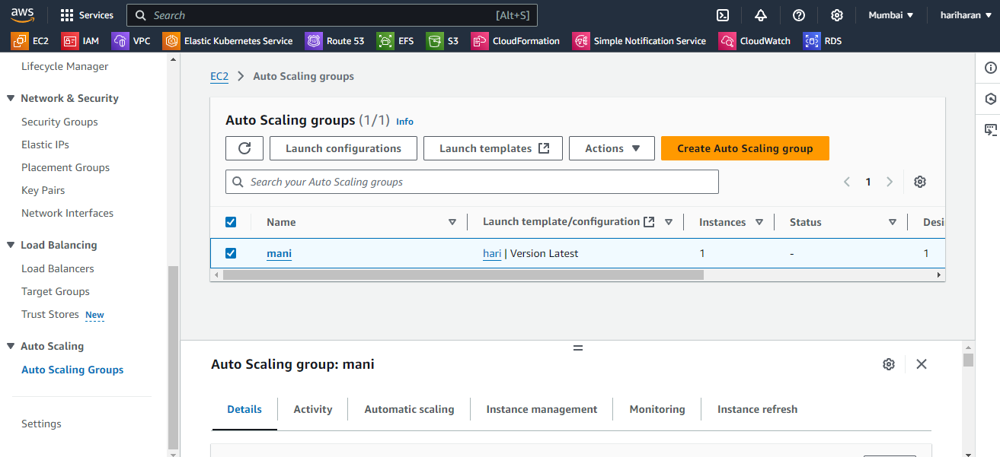 aws Services Search [Alt+S] Mumbai ▼ hariharan ▼
EC2 IAM VPC Elastic Kubernetes Service Route 53 EFS S3 CloudFormation Simple Notification Service CloudWatch RDS
Lifecycle Manager
Network & Security
Security Groups
Elastic IPs
Placement Groups
Key Pairs
Network Interfaces
Load Balancing
Load Balancers
Target Groups
Trust Stores New
Auto Scaling
Auto Scaling Groups
Settings
EC2 > Auto Scaling groups
Auto Scaling groups (1/1) Info
Launch configurations Launch templates Actions ▼ Create Auto Scaling group
Search your Auto Scaling groups
< 1 >
Name Launch template/configuration Instances Status Desi
mani hari | Version Latest 1 - 1
Auto Scaling group: mani
Details Activity Automatic scaling Instance management Monitoring Instance refresh